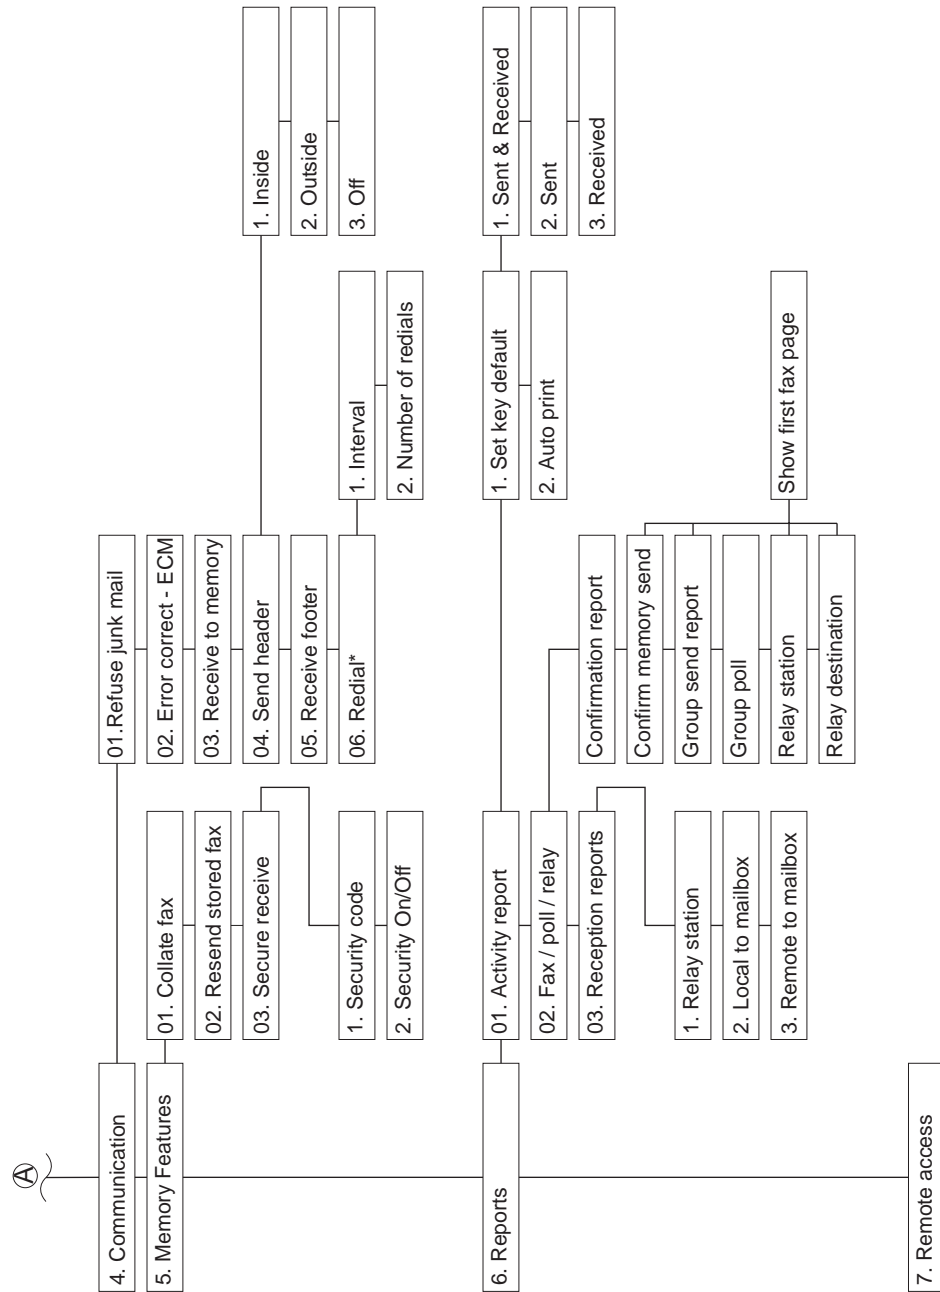 A
4. Communication
01.Refuse junk mail
02. Error correct - ECM
03. Receive to memory
04. Send header
1. Inside
2. Outside
3. Off
05. Receive footer
06. Redial*
1. Interval
2. Number of redials
5. Memory Features
01. Collate fax
02. Resend stored fax
03. Secure receive
1. Security code
2. Security On/Off
6. Reports
01. Activity report
1. Set key default
1. Sent & Received
2. Sent
3. Received
2. Auto print
02. Fax / poll / relay
Confirmation report
Confirm memory send
Group send report
Group poll
Relay station
Relay destination
Show first fax page
03. Reception reports
1. Relay station
2. Local to mailbox
3. Remote to mailbox
7. Remote access